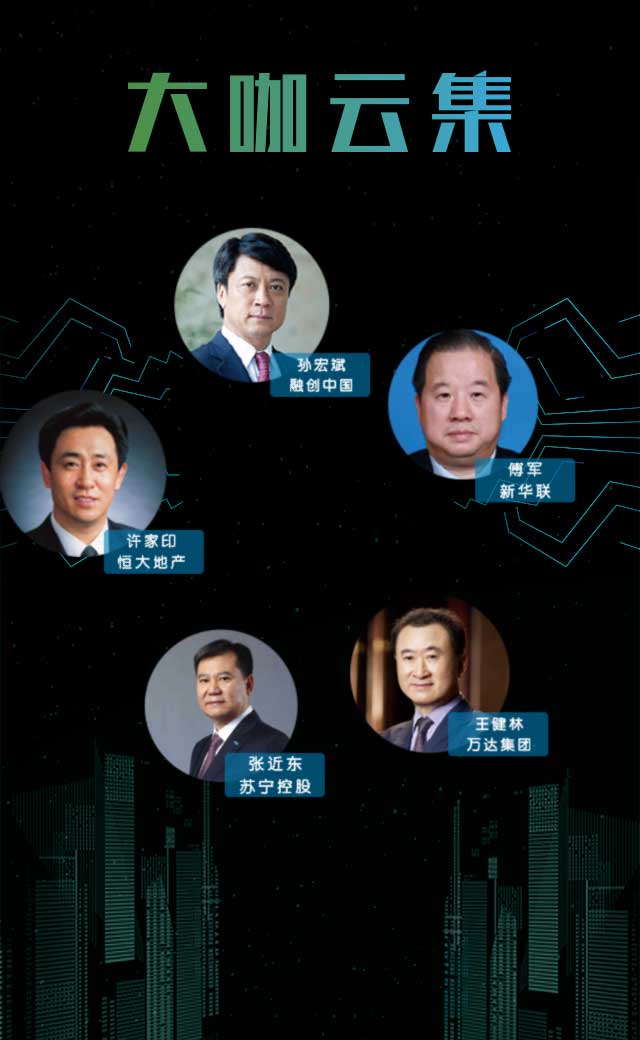 大咖云集
孙宏斌
融创中国
傅军
新华联
许家印
恒大地产
王健林
万达集团
张近东
苏宁控股